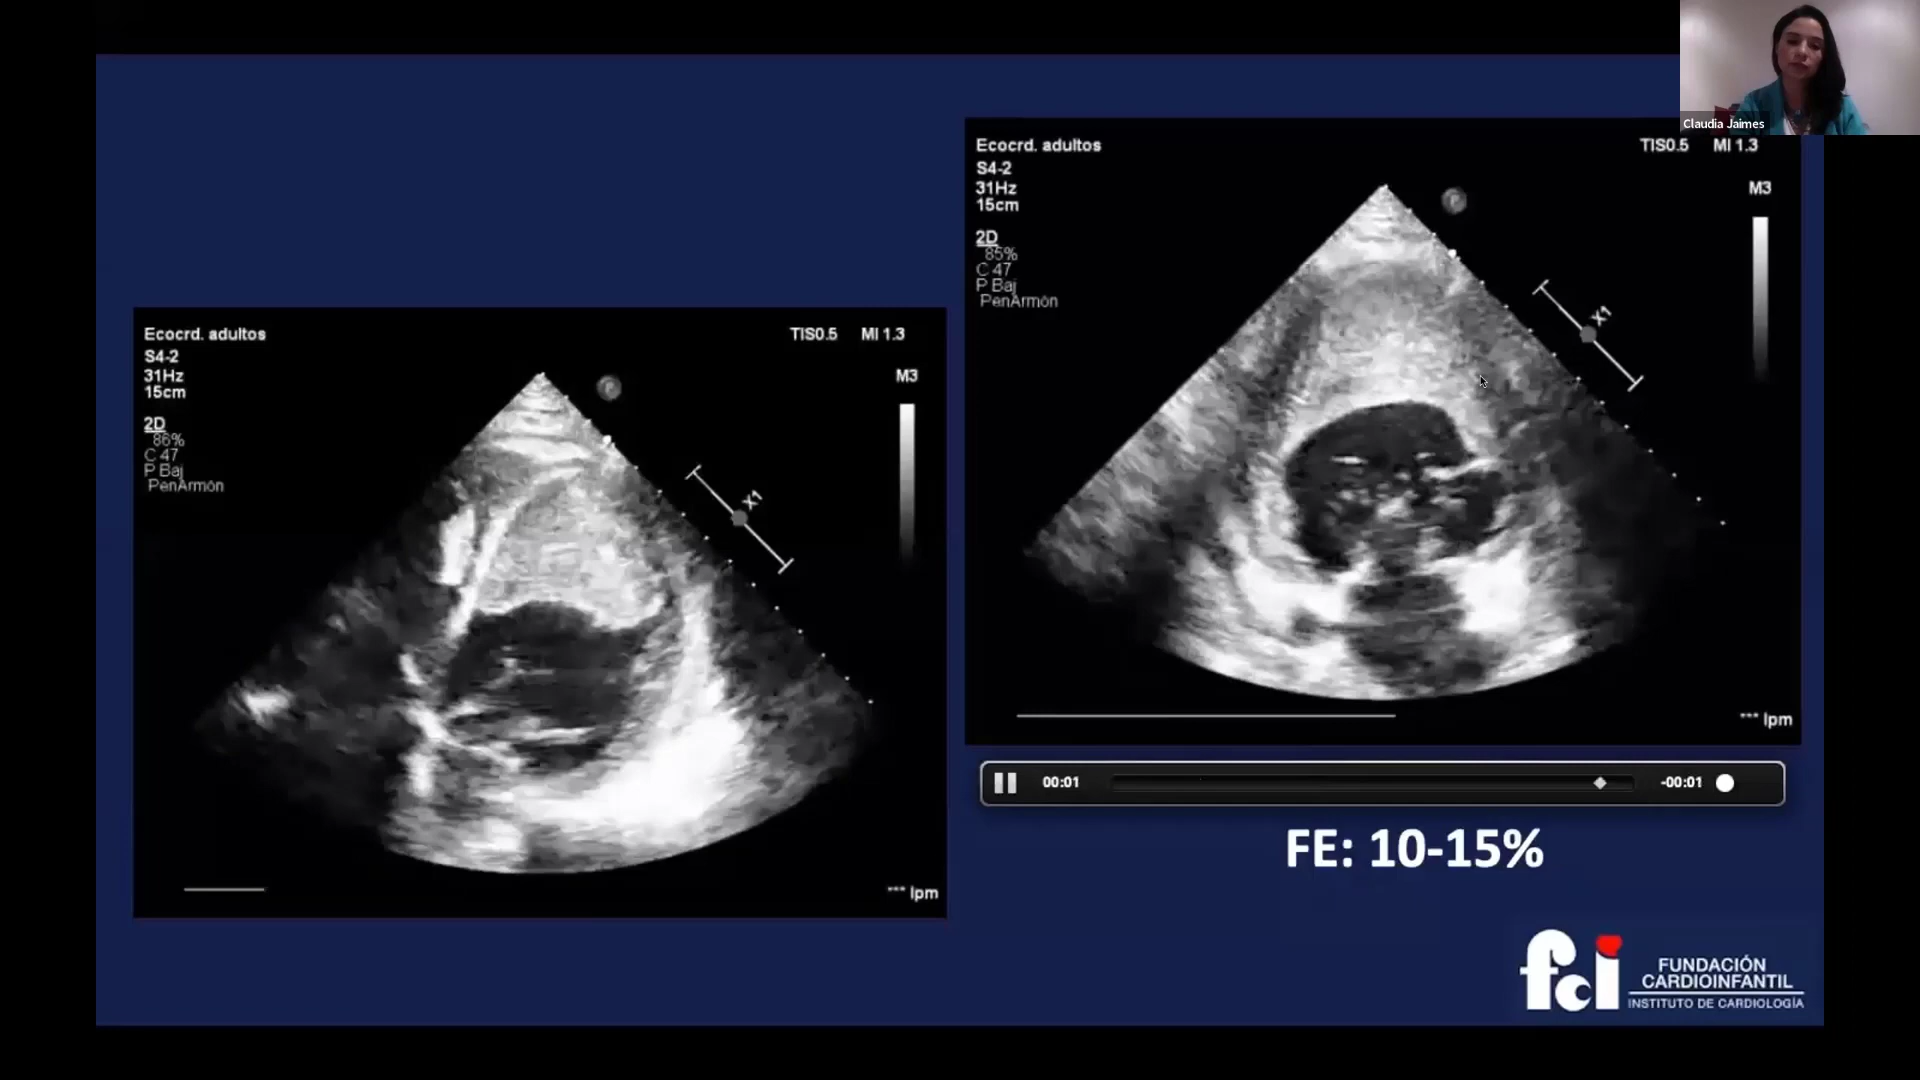 Claudia Jaimes
Ecocrd. adultos
TIS0.5 MI 1.3
S4-2
31Hz
15cm
M3
2D
86%
C 47
P Baj
PenArmón
X1
*** lpm
Ecocrd. adultos
TIS0.5 MI 1.3
S4-2
31Hz
15cm
M3
2D
85%
C 47
P Baj
PenArmón
X1
*** lpm
00:01
-00:01
FE: 10-15%
fci
FUNDACIÓN
CARDIOINFANTIL
INSTITUTO DE CARDIOLOGÍA